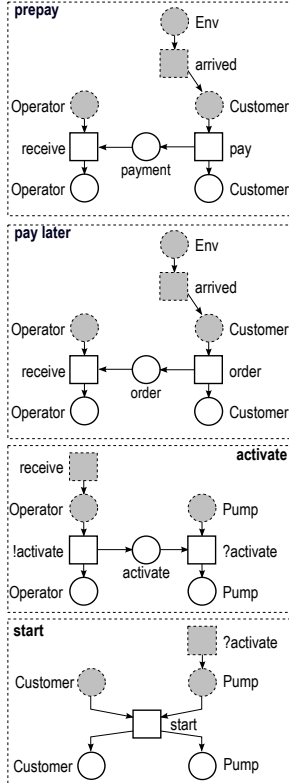 prepay
Env
arrived
Operator
Customer
receive
payment
pay
Operator
Customer
pay later
Env
arrived
Operator
Customer
receive
order
order
Operator
Customer
activate
receive
Operator
Pump
!activate
?activate
activate
Operator
Pump
start
?activate
Customer
Pump
start
Customer
Pump